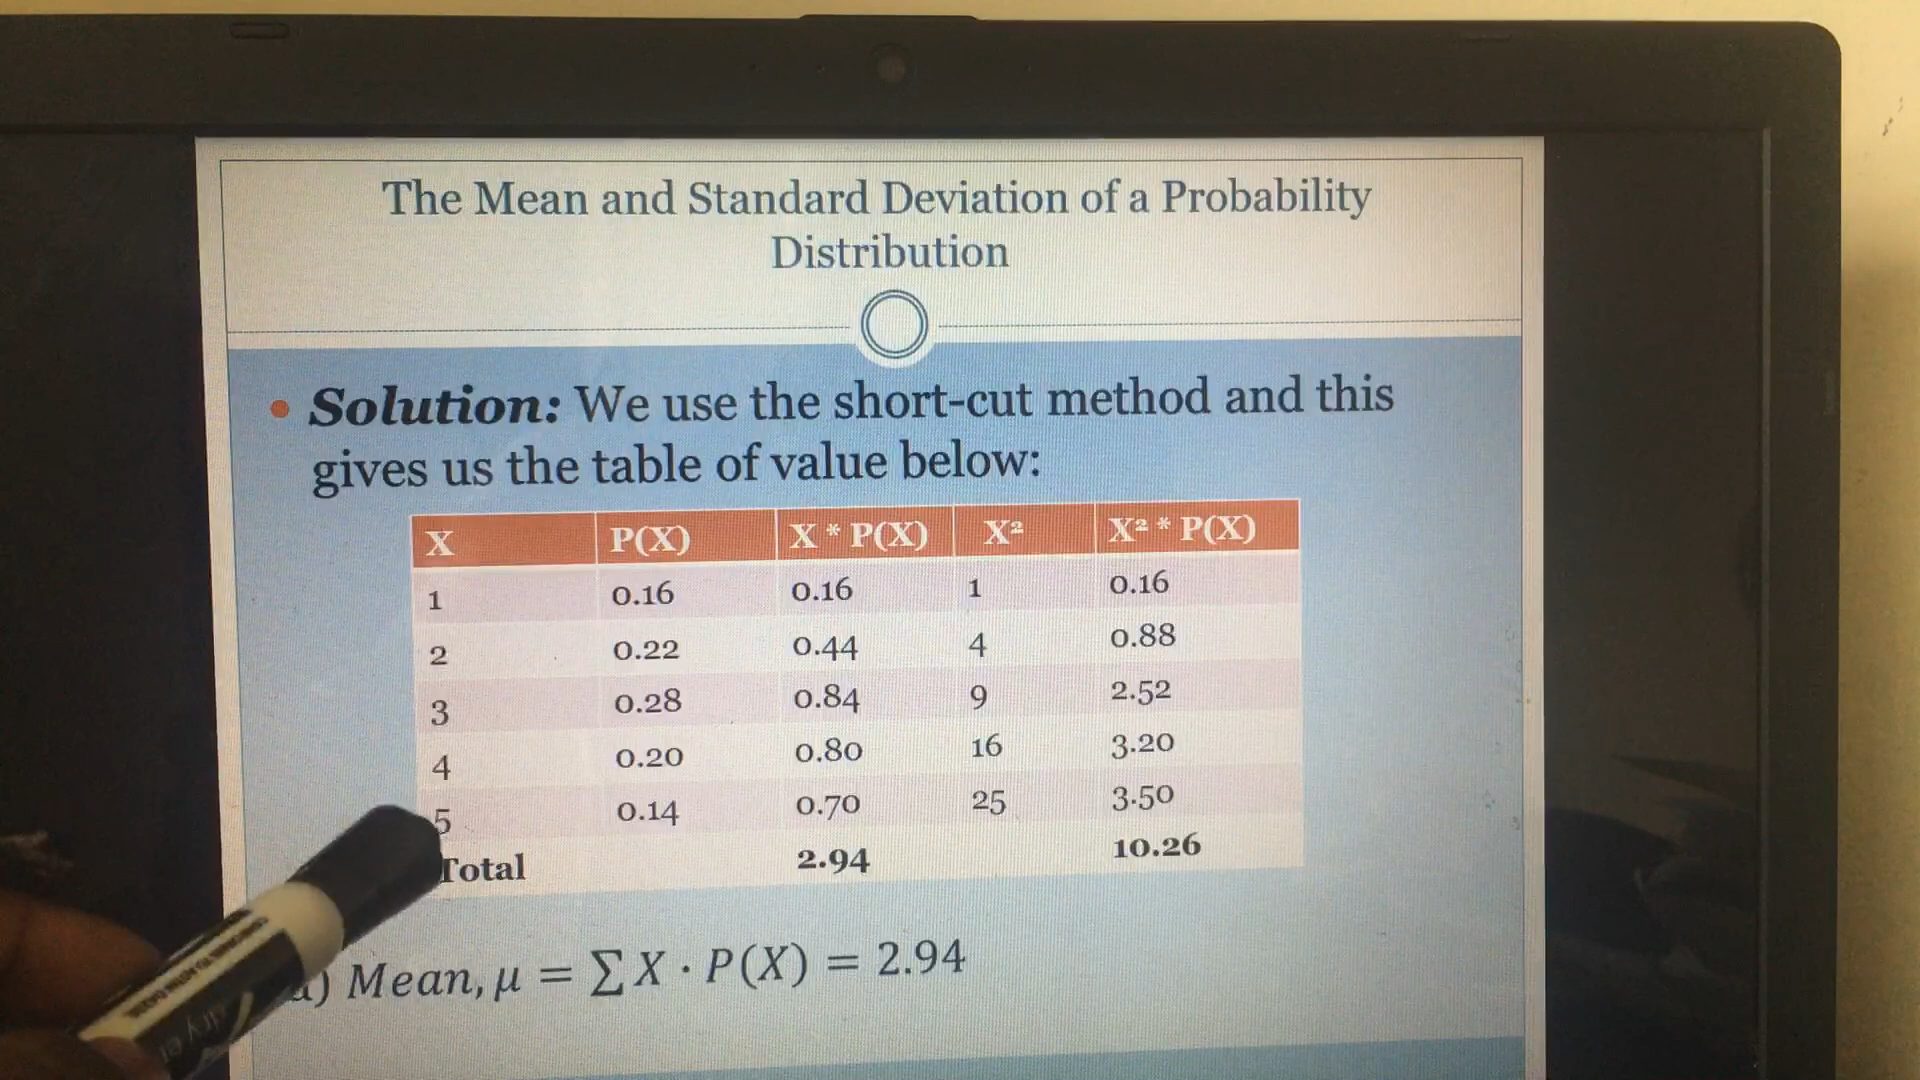 The Mean and Standard Deviation of a Probability
Distribution
• Solution: We use the short-cut method and this
gives us the table of value below:
X P(X) X * P(X) X² X² * P(X)
1 0.16 0.16 1 0.16
2 0.22 0.44 4 0.88
3 0.28 0.84 9 2.52
4 0.20 0.80 16 3.20
5 0.14 0.70 25 3.50
Total 2.94 10.26
a) Mean, μ = ∑ X · P(X) = 2.94